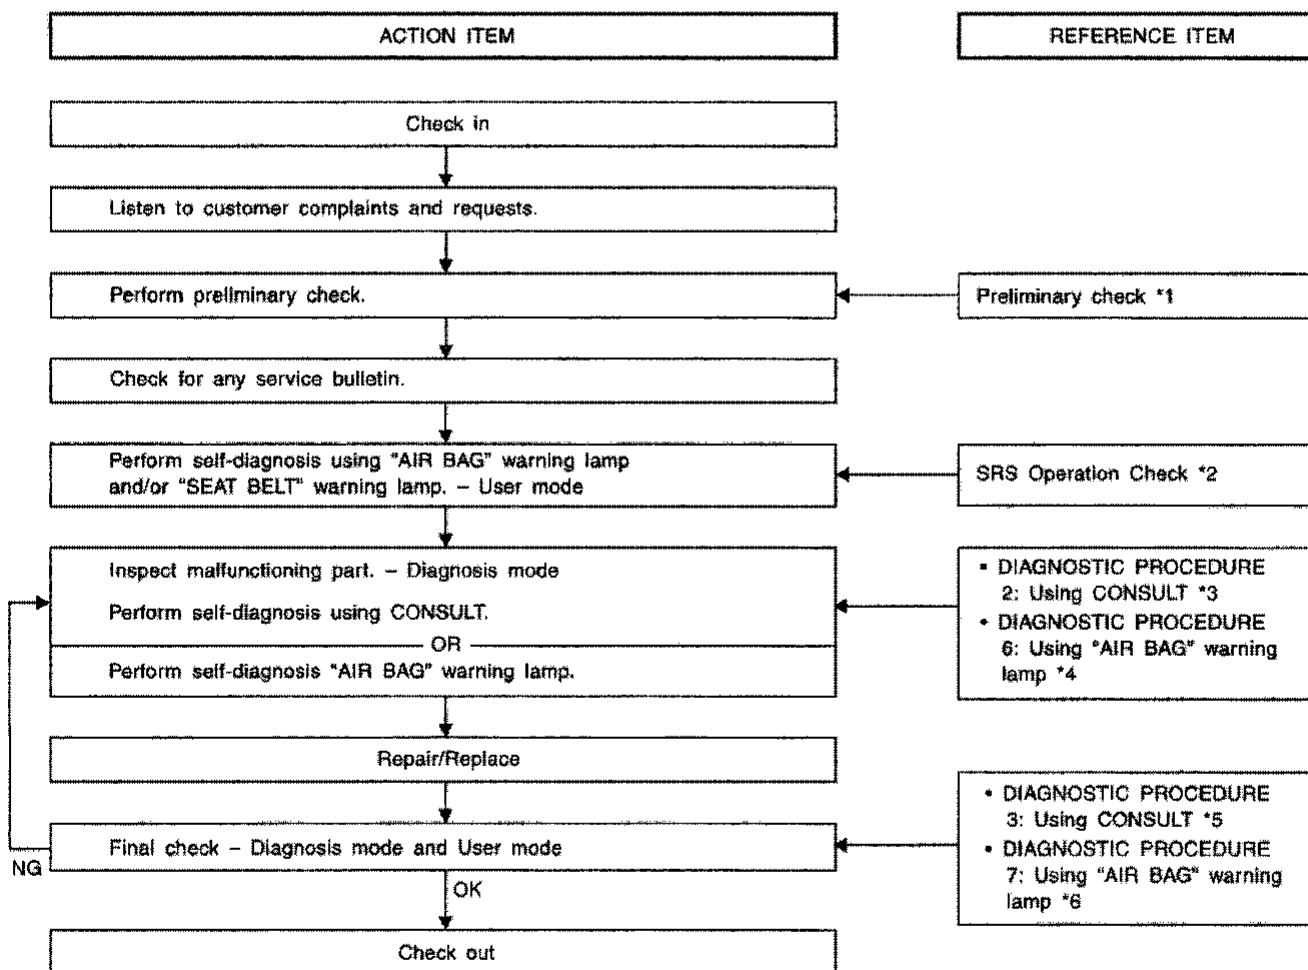 ACTION ITEM
REFERENCE ITEM
Check in
Listen to customer complaints and requests.
Perform preliminary check.
Preliminary check *1
Check for any service bulletin.
Perform self-diagnosis using "AIR BAG" warning lamp
and/or "SEAT BELT" warning lamp. – User mode
SRS Operation Check *2
Inspect malfunctioning part. – Diagnosis mode
Perform self-diagnosis using CONSULT.
OR
Perform self-diagnosis "AIR BAG" warning lamp.
• DIAGNOSTIC PROCEDURE
2: Using CONSULT *3
• DIAGNOSTIC PROCEDURE
6: Using "AIR BAG" warning
lamp *4
Repair/Replace
Final check – Diagnosis mode and User mode
• DIAGNOSTIC PROCEDURE
3: Using CONSULT *5
• DIAGNOSTIC PROCEDURE
7: Using "AIR BAG" warning
lamp *6
NG
OK
Check out